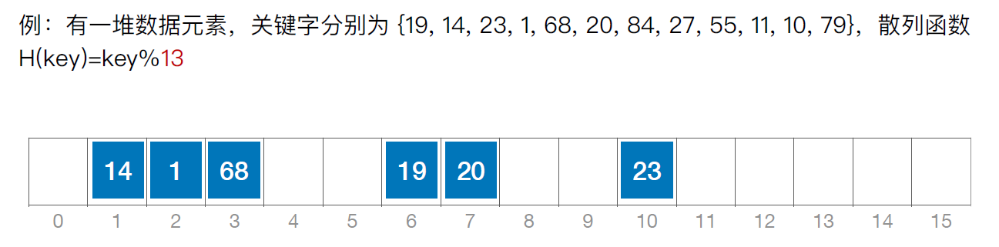 例：有一堆数据元素，关键字分别为 {19, 14, 23, 1, 68, 20, 84, 27, 55, 11, 10, 79}，散列函数
H(key)=key%13
14 1 68 19 20 23
0 1 2 3 4 5 6 7 8 9 10 11 12 13 14 15